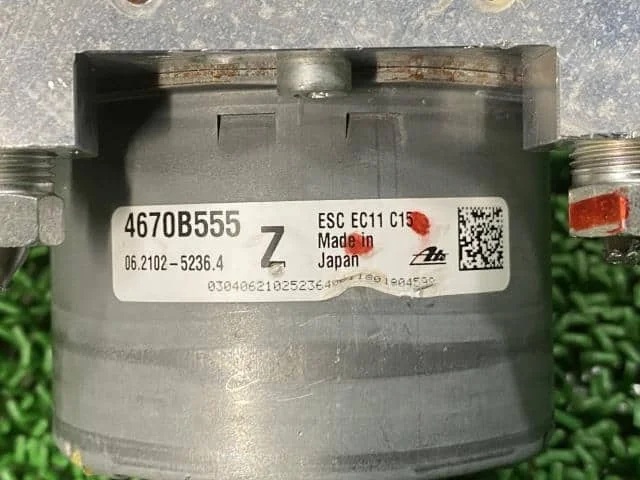 4670B555
06.2102-5236.4
Z
ESC EC11 C15
Made in
Japan
Ate